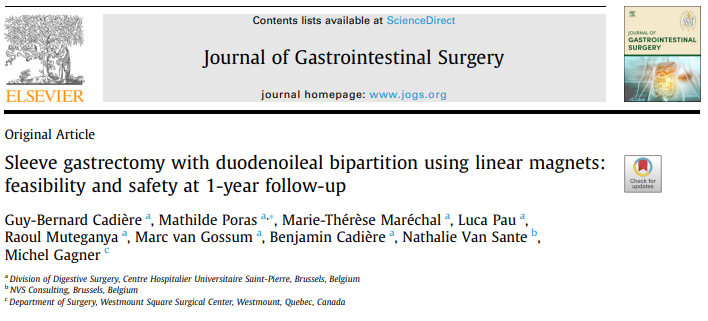 Contents lists available at ScienceDirect
Journal of Gastrointestinal Surgery
journal homepage: www.jogs.org
ELSEVIER
JOURNAL OF
GASTROINTESTINAL
SURGERY
Original Article
Sleeve gastrectomy with duodenoileal bipartition using linear magnets:
feasibility and safety at 1-year follow-up
Check for
updates
Guy-Bernard Cadière a, Mathilde Poras a,*, Marie-Thérèse Maréchal a, Luca Pau a,
Raoul Muteganya a, Marc van Gossum a, Benjamin Cadière a, Nathalie Van Sante b,
Michel Gagner c
a Division of Digestive Surgery, Centre Hospitalier Universitaire Saint-Pierre, Brussels, Belgium
b NVS Consulting, Brussels, Belgium
c Department of Surgery, Westmount Square Surgical Center, Westmount, Quebec, Canada